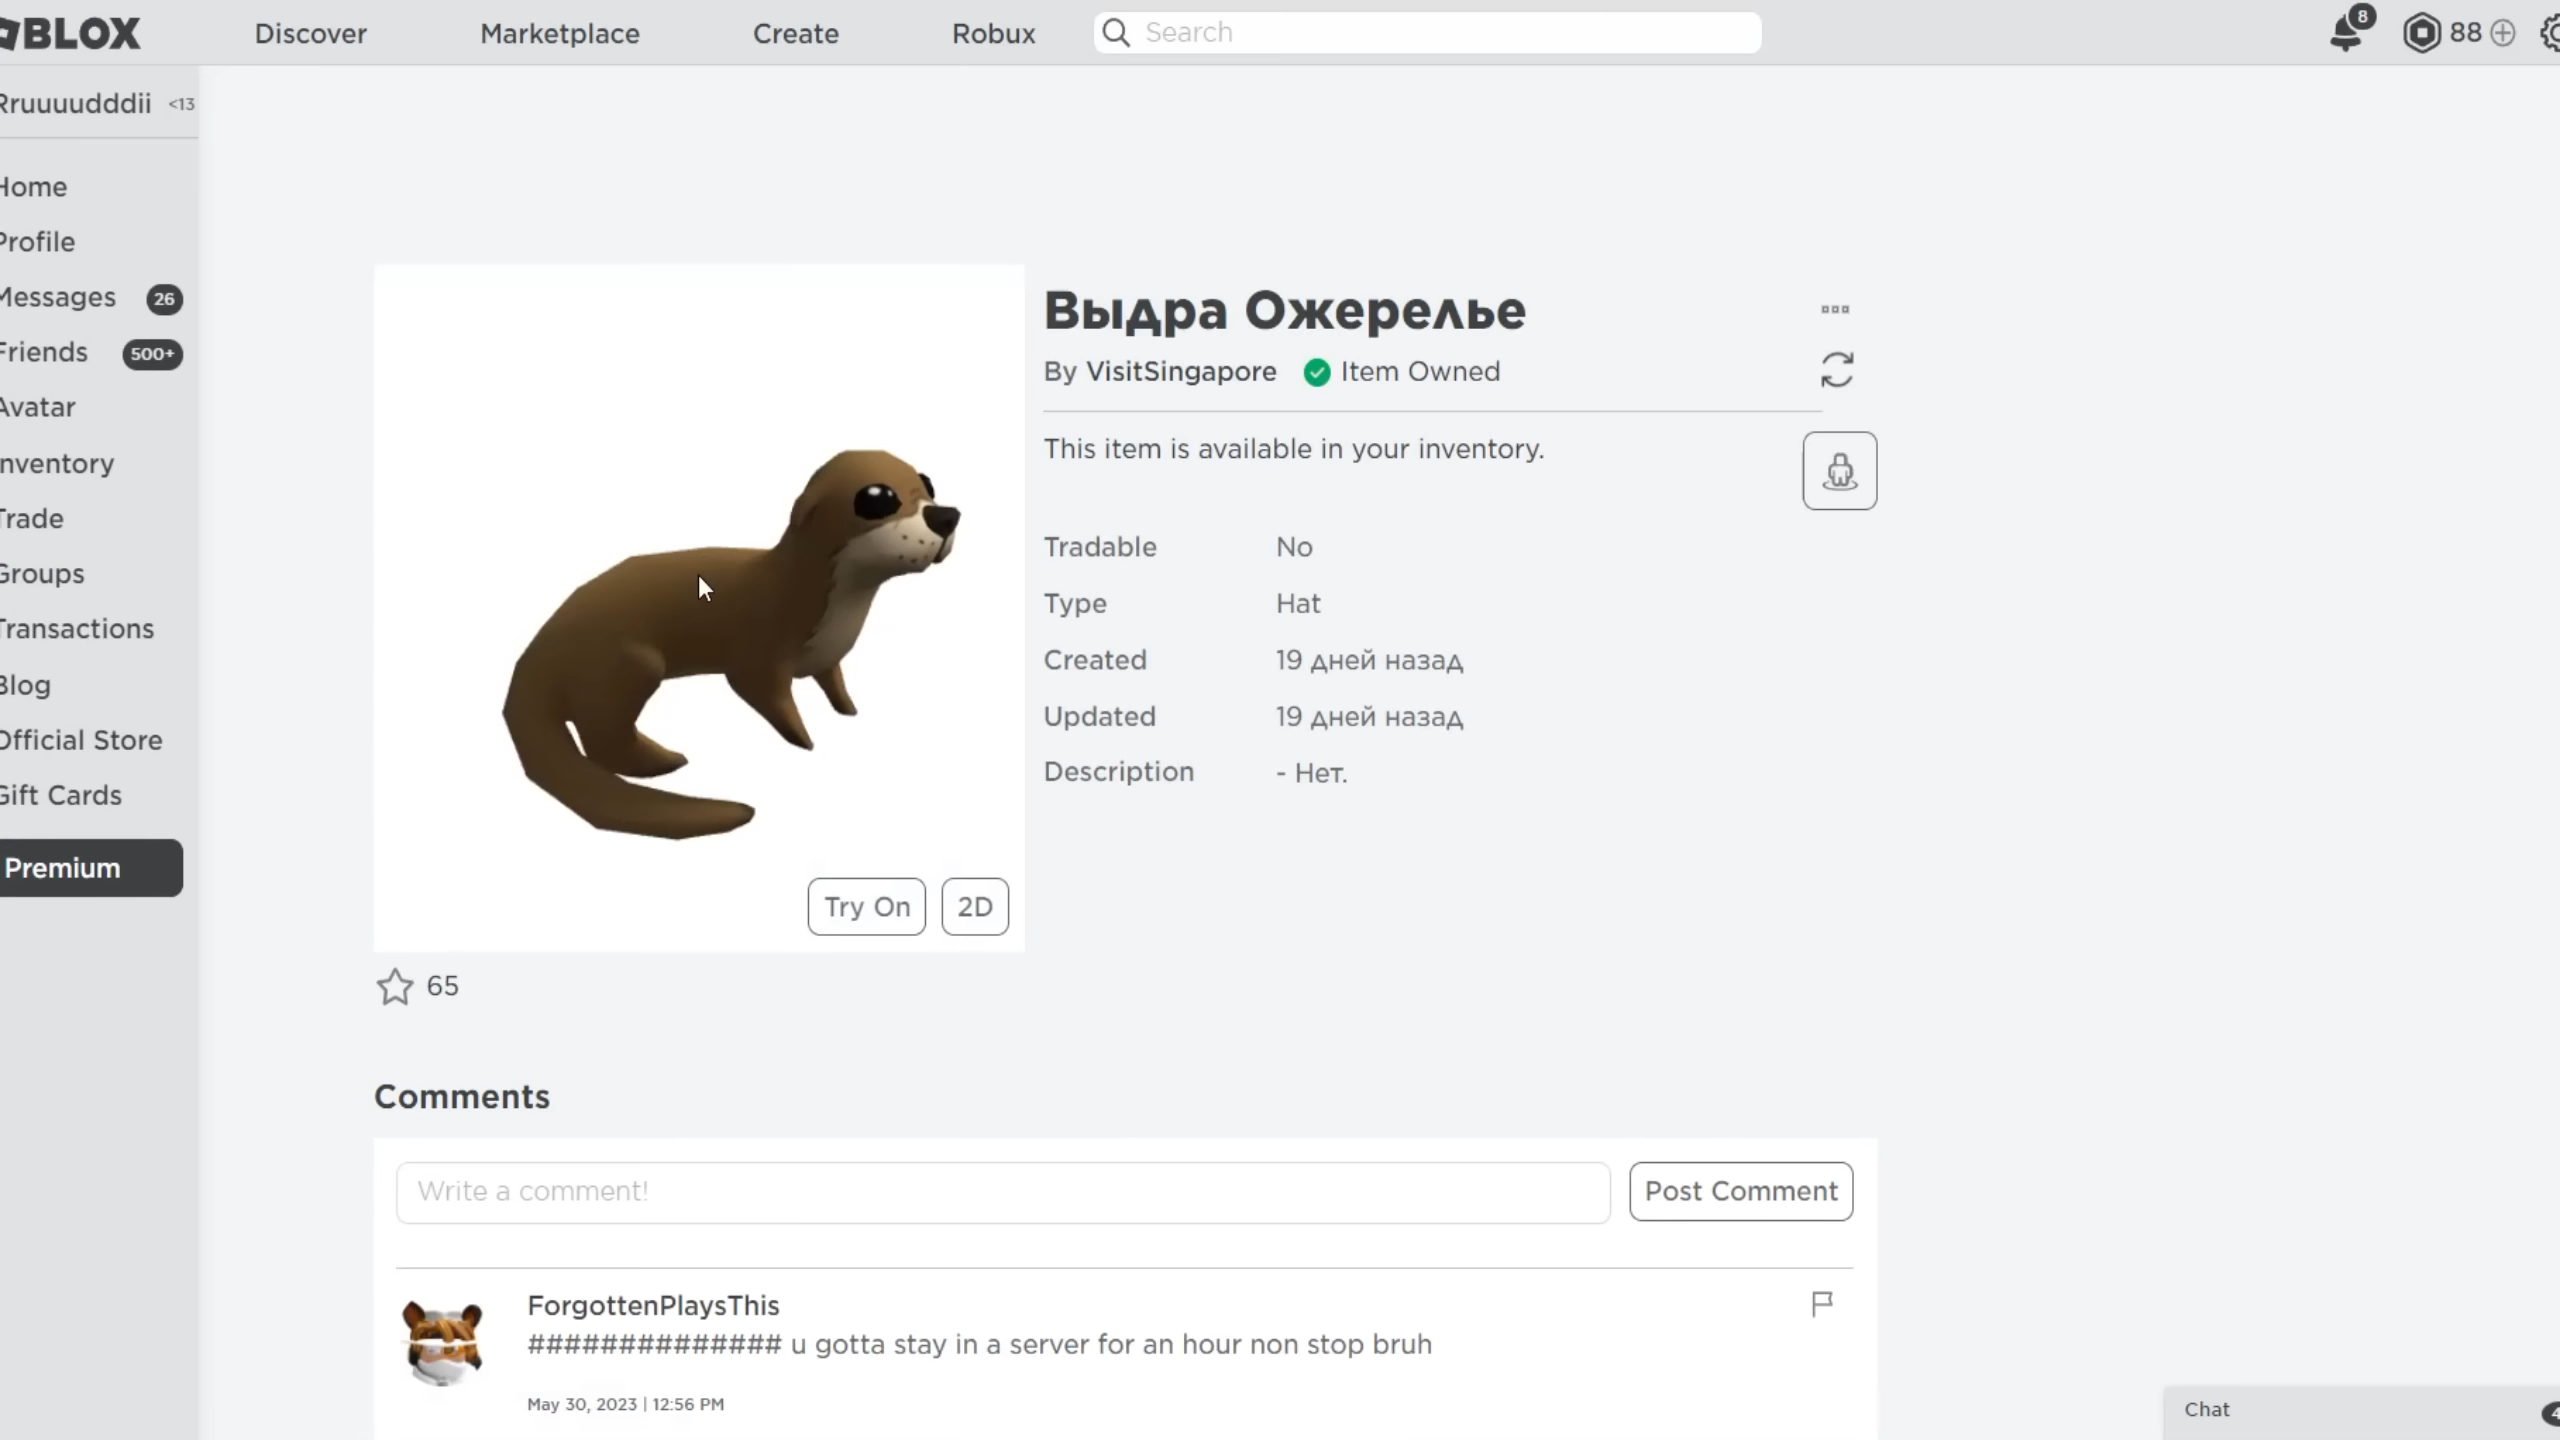 BLOX
Discover
Marketplace
Create
Robux
Search
8
88
Rruuuudddii <13
Home
Profile
Messages 26
Friends 500+
Avatar
Inventory
Trade
Groups
Transactions
Blog
Official Store
Gift Cards
Premium
Выдра Ожерелье
By VisitSingapore Item Owned
This item is available in your inventory.
Tradable No
Type Hat
Created 19 дней назад
Updated 19 дней назад
Description - Нет.
Try On
2D
65
Comments
Write a comment!
Post Comment
ForgottenPlaysThis
############## u gotta stay in a server for an hour non stop bruh
May 30, 2023 | 12:56 PM
Chat